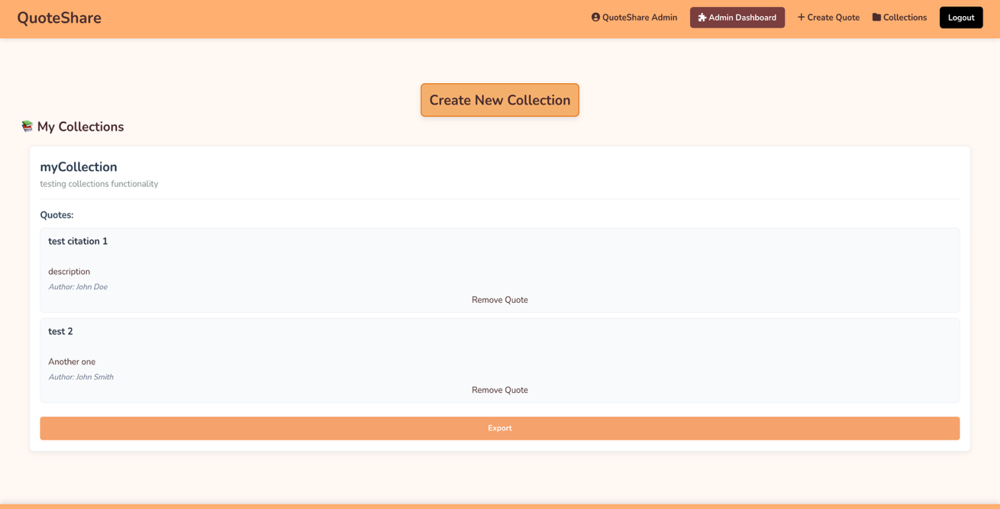 QuoteShare
QuoteShare Admin
Admin Dashboard
Create Quote
Collections
Logout
Create New Collection
My Collections
myCollection
testing collections functionality
Quotes:
test citation 1
description
Author: John Doe
Remove Quote
test 2
Another one
Author: John Smith
Remove Quote
Export